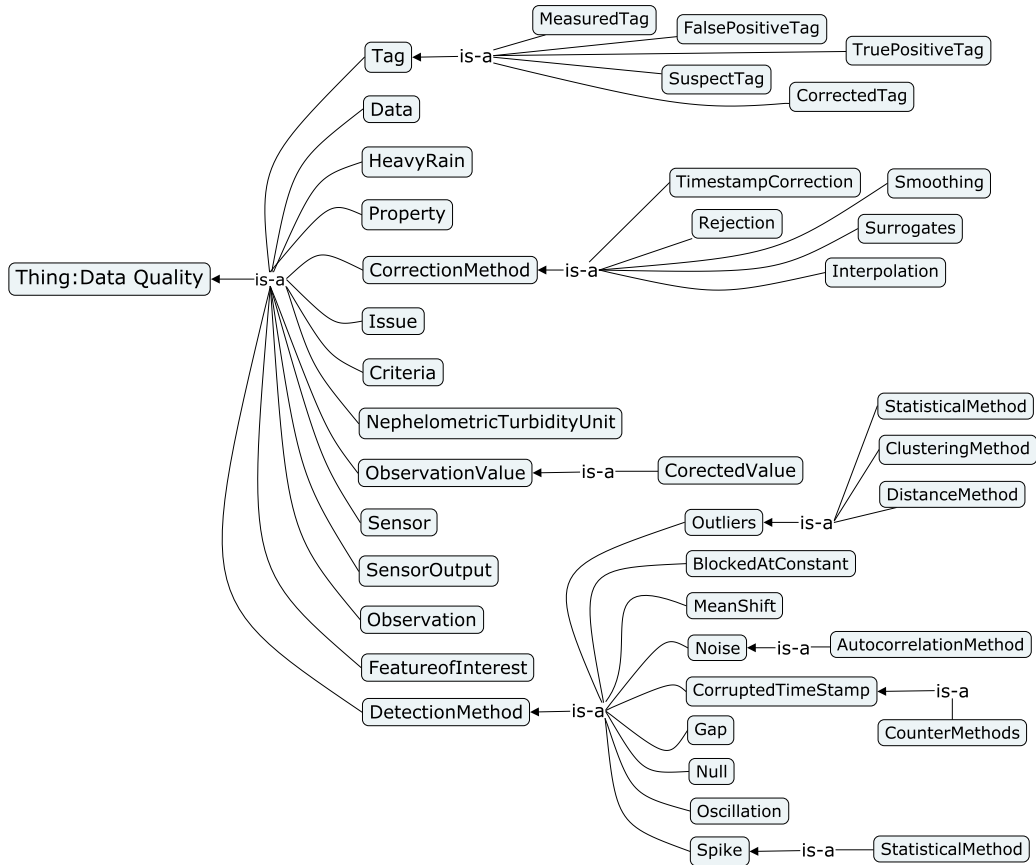 MeasuredTag
FalsePositiveTag
Tag
is-a
TruePositiveTag
SuspectTag
CorrectedTag
Data
HeavyRain
Property
TimestampCorrection
Smoothing
Rejection
Surrogates
Thing:Data Quality
is-a
CorrectionMethod
is-a
Interpolation
Issue
Criteria
NephelometricTurbidityUnit
StatisticalMethod
ClusteringMethod
ObservationValue
is-a
CorectedValue
DistanceMethod
Sensor
Outliers
is-a
SensorOutput
BlockedAtConstant
Observation
MeanShift
FeatureofInterest
Noise
is-a
AutocorrelationMethod
DetectionMethod
is-a
CorruptedTimeStamp
is-a
Gap
CounterMethods
Null
Oscillation
Spike
is-a
StatisticalMethod